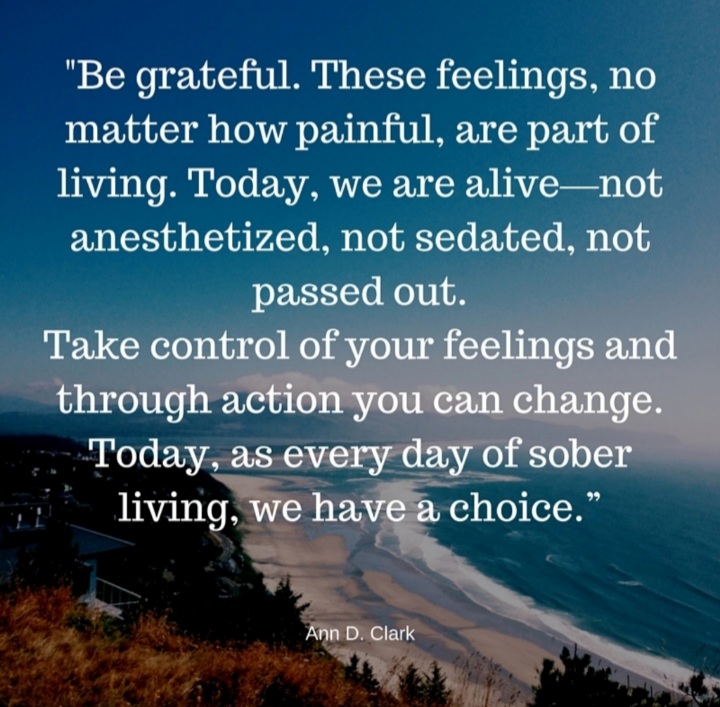 "Be grateful. These feelings, no
matter how painful, are part of
living. Today, we are alive—not
anesthetized, not sedated, not
passed out.
Take control of your feelings and
through action you can change.
Today, as every day of sober
living, we have a choice.”
Ann D. Clark